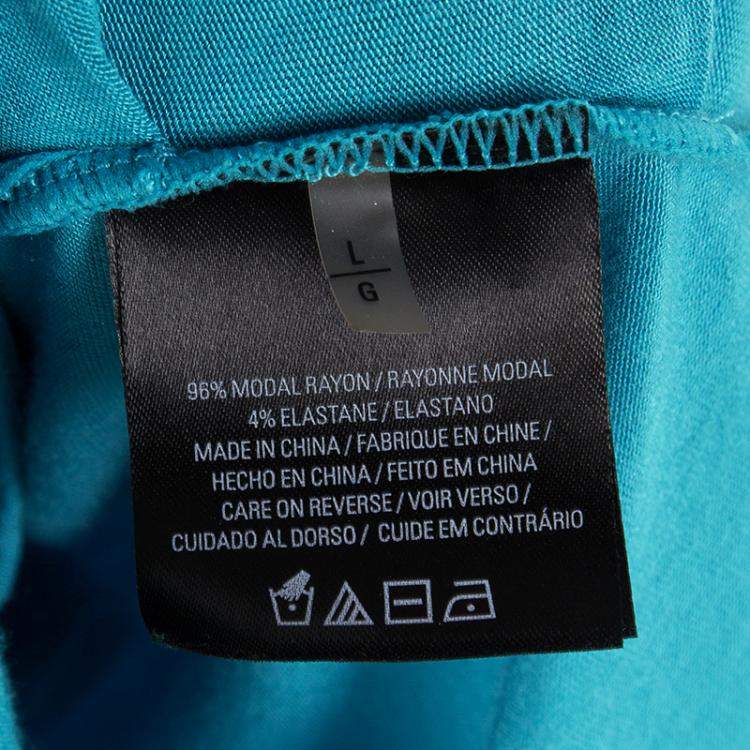 L
G
96% MODAL RAYON / RAYONNE MODAL
4% ELASTANE / ELASTANO
MADE IN CHINA / FABRIQUE EN CHINE /
HECHO EN CHINA / FEITO EM CHINA
CARE ON REVERSE / VOIR VERSO /
CUIDADO AL DORSO / CUIDE EM CONTRÁRIO